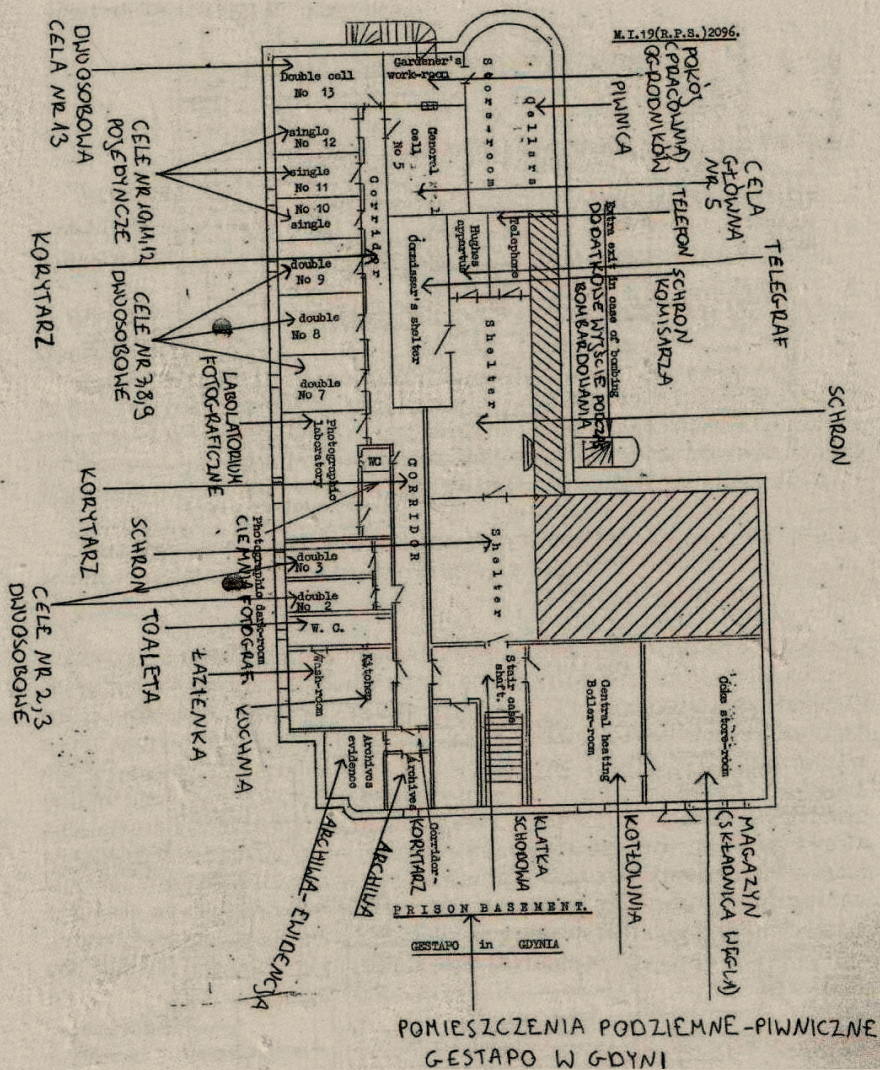 M.I.19(R.P.S.)2096.
POKÓJ
(PRACOWNIA)
OGRODNIKÓW
PIWNICA
CELA
GŁÓWNA
NR 5
TELEFON
SCHRON
KOMISARZA
TELEGRAF
Extra exit in case of bombing
DODATKOWE WYJŚCIE PODCZAS
BOMBARDOWANIA
SCHRON
DWUOSOBOWA
CELA NR 13
CELE NR 10,11,12
POJEDYNCZE
KORYTARZ
CELE NR 7,8,9
DWUOSOBOWE
LABOLATORIUM
FOTOGRAFICZNE
KORYTARZ
SCHRON
CELE NR 2,3
DWUOSOBOWE
TOALETA
ŁAZIENKA
Photographic dark-room
CIEMNIA FOTOGRAF.
KUCHNIA
Double cell
No 13
single
No 12
single
No 11
No 10
single
double
No 9
double
No 8
double
No 7
Photographic
laboratory
WC
double
No 3
double
No 2
W. C.
Wash-room
Kitchen
Archives
evidence
Archives
Corridor-
KORYTARZ
ARCHIWA
ARCHIWA-EWIDENCJA
Gardener's
work-room
Store-room
Cellars
General cell
No 5
Corridor
Telephone
Hughes
Commisser's shelter
Shelter
CORRIDOR
Shelter
Stair case
shaft.
Central heating
Boiler-room
Coke store-room
KLATKA
SCHODOWA
KOTŁOWNIA
MAGAZYN
(SKŁADNICA WĘGLA)
PRISON BASEMENT.
GESTAPO in GDYNIA
POMIESZCZENIA PODZIEMNE-PIWNICZNE
GESTAPO W GDYNI